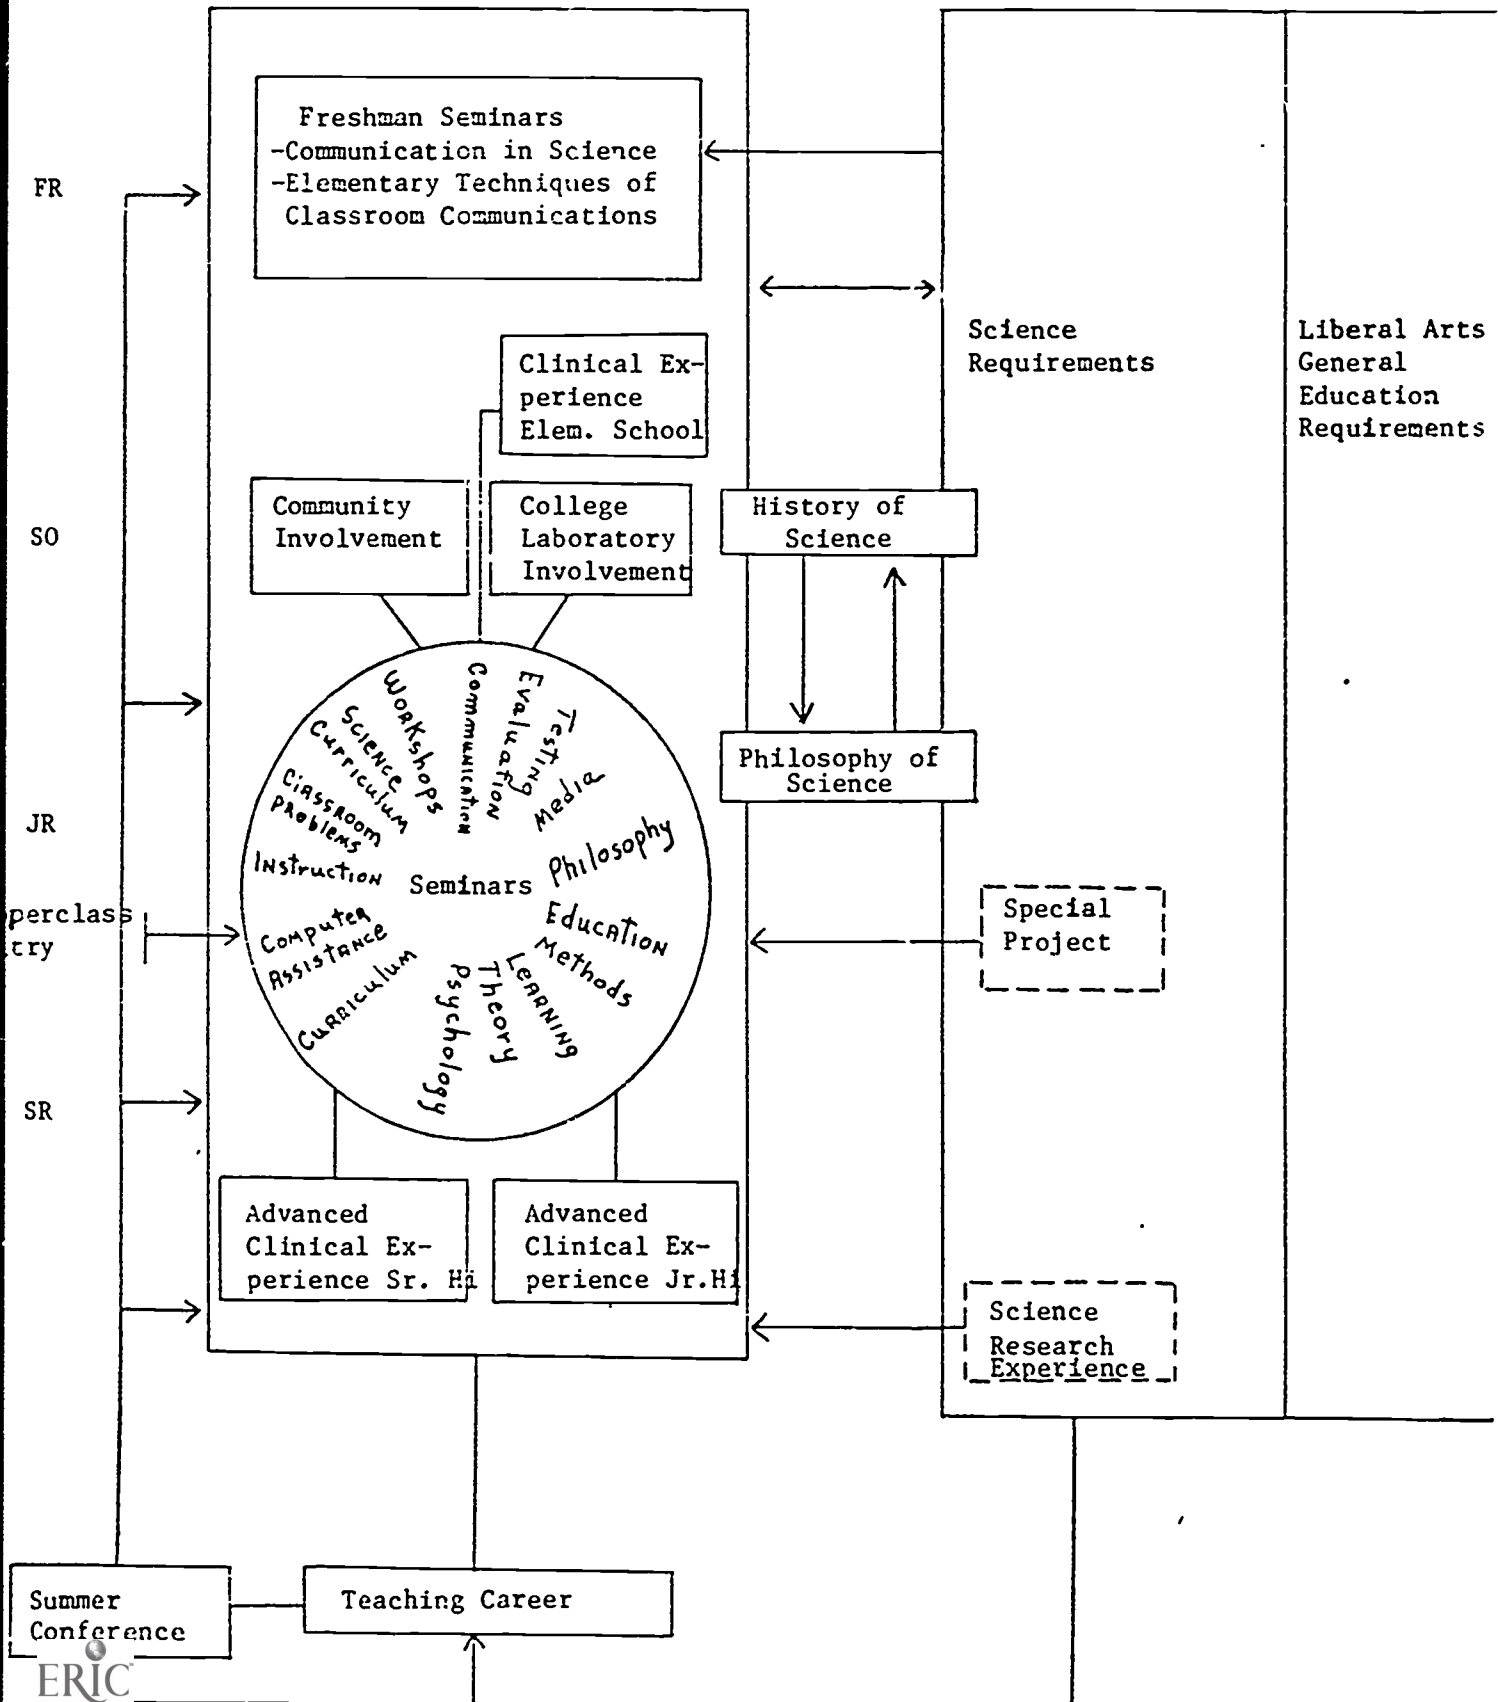 Freshman Seminars
-Communication in Science
-Elementary Techniques of
Classroom Communications
FR
Science
Requirements
Liberal Arts
General
Education
Requirements
Clinical Ex-
perience
Elem. School
Community
Involvement
College
Laboratory
Involvement
History of
Science
SO
Philosophy of
Science
JR
Workshops
Science
Curriculum
Classroom
Problems
Instruction
Computer
Assistance
Curriculum
Communication
Evaluation
Testing
Media
Philosophy
Seminars
Education
Methods
Learning
Theory
Psychology
perclass
try
Special
Project
SR
Advanced
Clinical Ex-
perience Sr. Hi
Advanced
Clinical Ex-
perience Jr.Hi
Science
Research
Experience
Summer
Conference
Teaching Career
ERIC